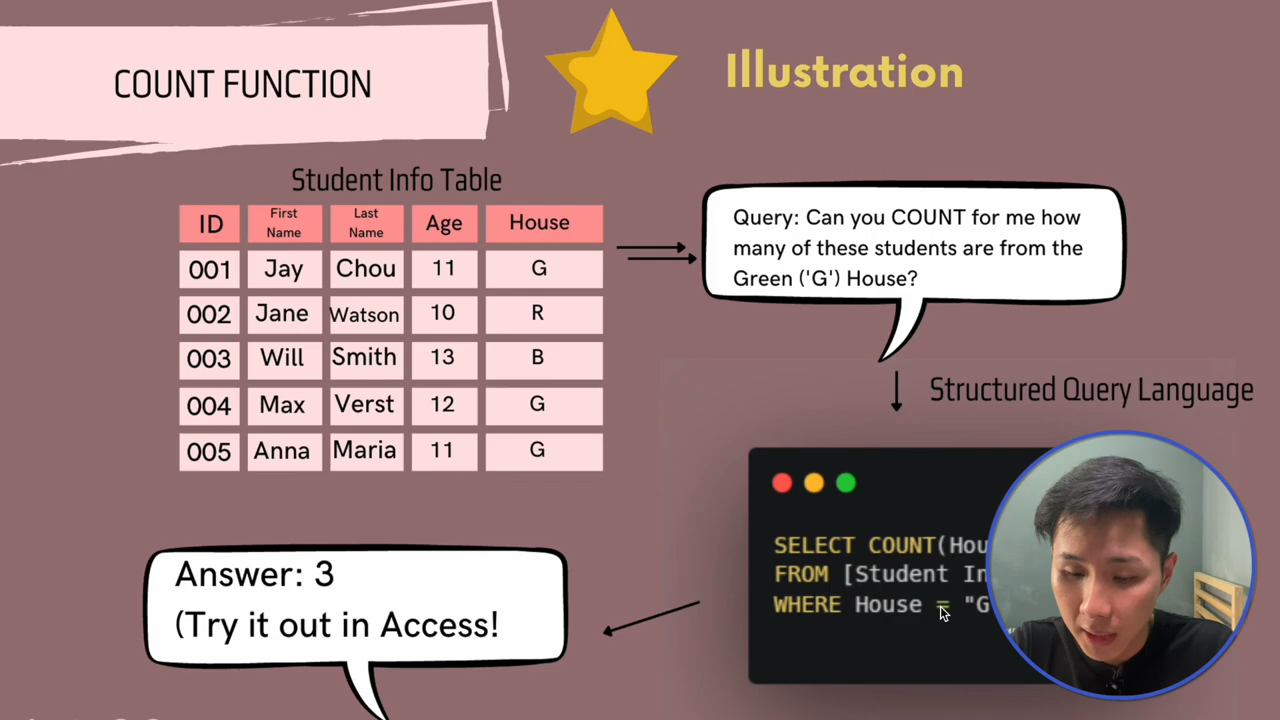 COUNT FUNCTION
Illustration
Student Info Table
ID First Name Last Name Age House
001 Jay Chou 11 G
002 Jane Watson 10 R
003 Will Smith 13 B
004 Max Verst 12 G
005 Anna Maria 11 G
Query: Can you COUNT for me how
many of these students are from the
Green ('G') House?
Structured Query Language
SELECT COUNT(Hou
FROM [Student In
WHERE House = "G
Answer: 3
(Try it out in Access!